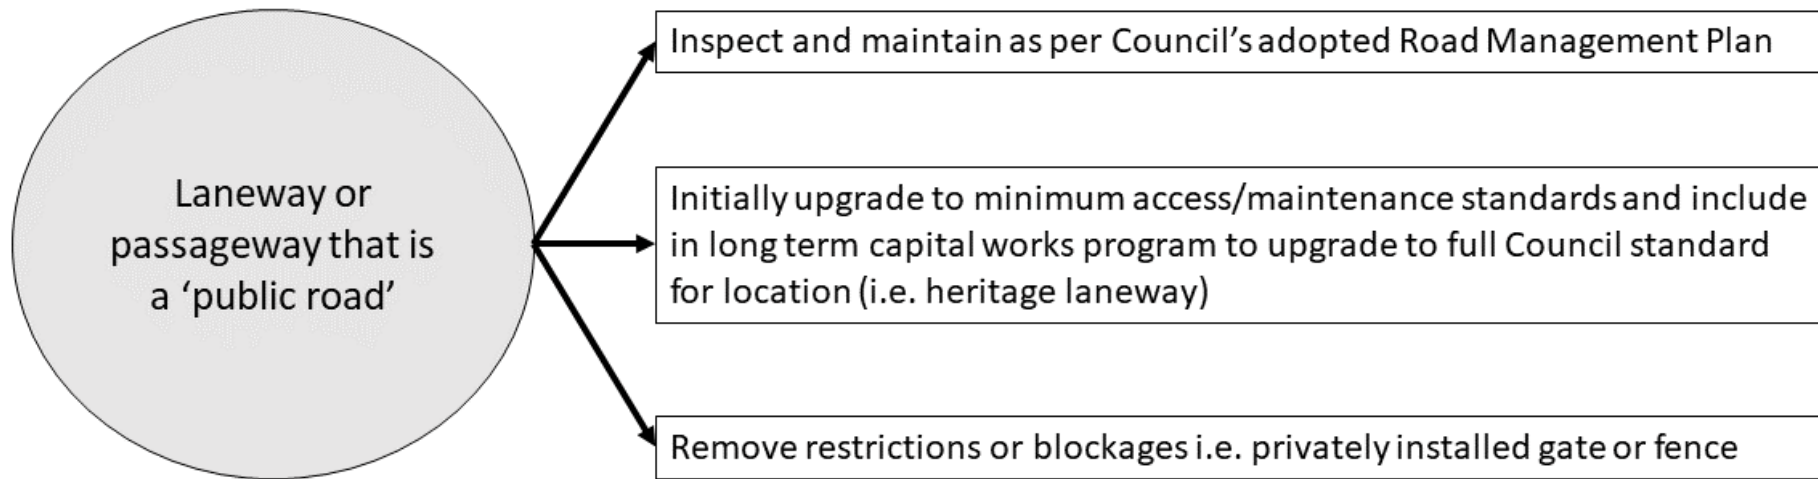 Laneway or
passageway that is
a ‘public road’
Inspect and maintain as per Council’s adopted Road Management Plan
Initially upgrade to minimum access/maintenance standards and include
in long term capital works program to upgrade to full Council standard
for location (i.e. heritage laneway)
Remove restrictions or blockages i.e. privately installed gate or fence